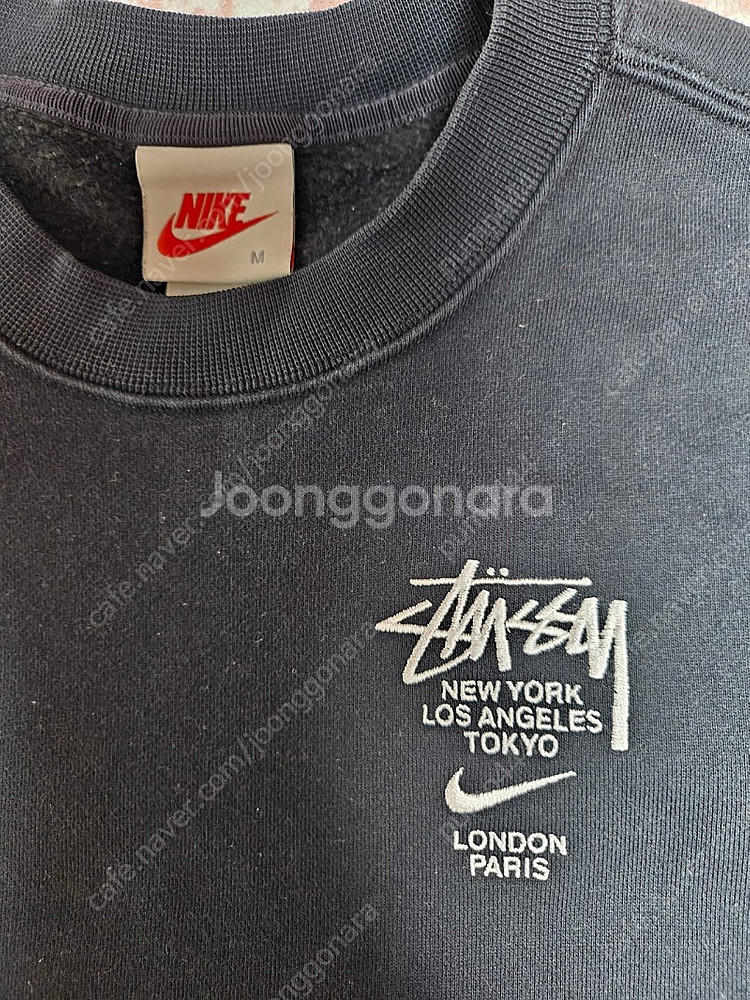 NIKE
M
Joonggonara
STÜSSY
NEW YORK
LOS ANGELES
TOKYO
LONDON
PARIS
cafe.naver.com/joonggonara